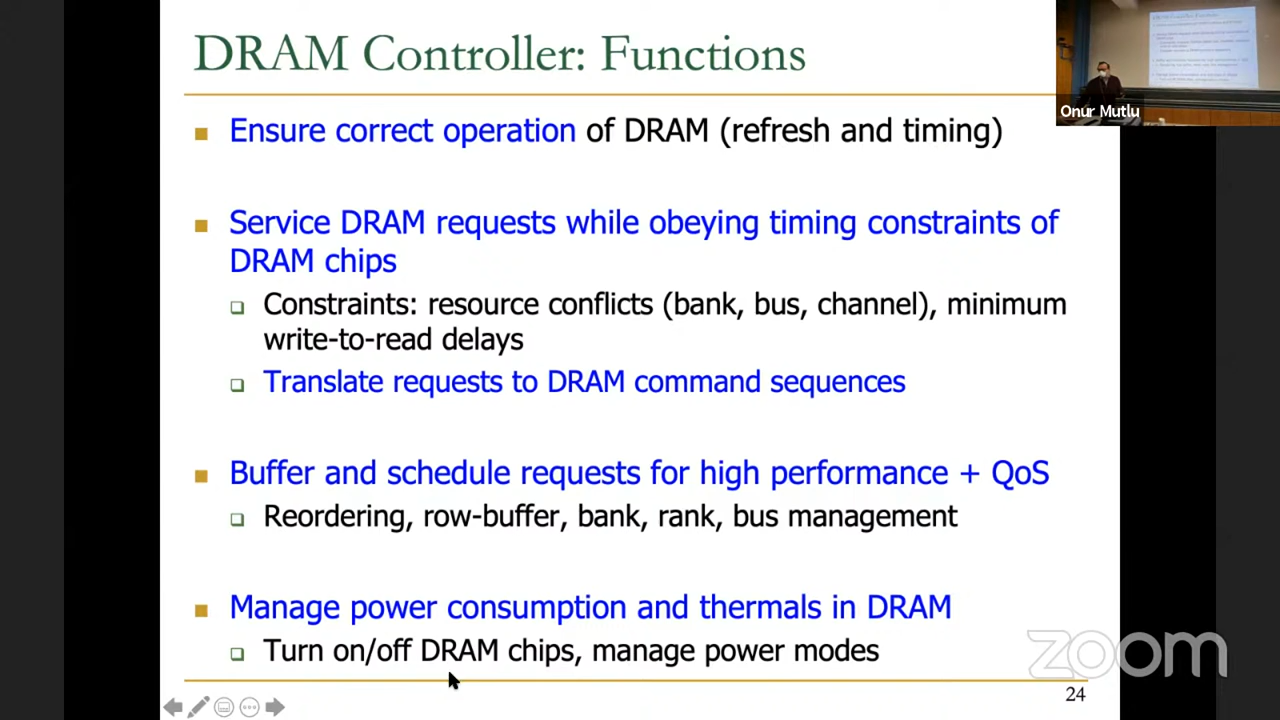 DRAM Controller: Functions
Onur Mutlu
Ensure correct operation of DRAM (refresh and timing)
Service DRAM requests while obeying timing constraints of
DRAM chips
Constraints: resource conflicts (bank, bus, channel), minimum
write-to-read delays
Translate requests to DRAM command sequences
Buffer and schedule requests for high performance + QoS
Reordering, row-buffer, bank, rank, bus management
Manage power consumption and thermals in DRAM
Turn on/off DRAM chips, manage power modes
zoom
24